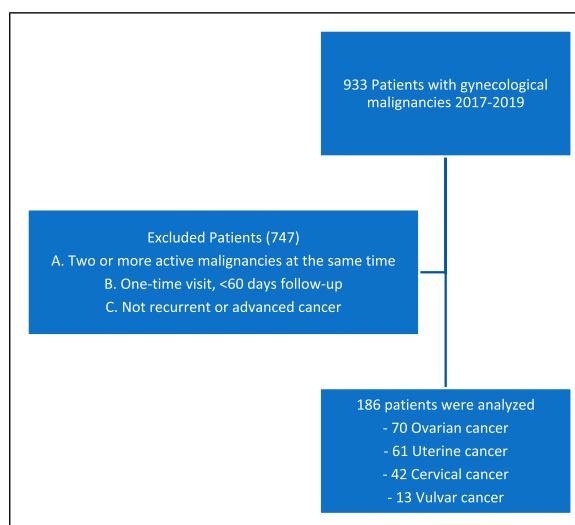 933 Patients with gynecological
malignancies 2017-2019
Excluded Patients (747)
A. Two or more active malignancies at the same time
B. One-time visit, <60 days follow-up
C. Not recurrent or advanced cancer
186 patients were analyzed
- 70 Ovarian cancer
- 61 Uterine cancer
- 42 Cervical cancer
- 13 Vulvar cancer